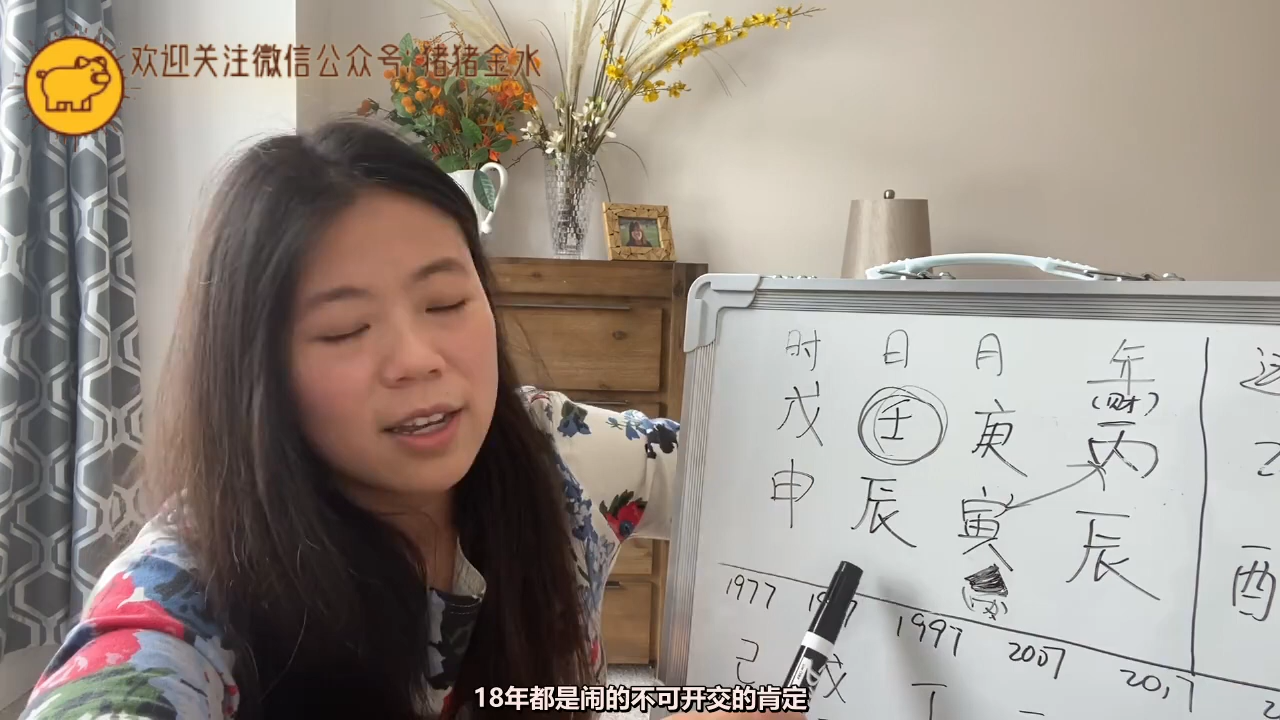 欢迎关注微信公众号 猪猪金水
时 日 月 年
(财)
戊 壬 庚 丙
申 辰 寅 辰
酉
1977 1997 2007 2017
己 丁
18年都是闹的不可开交的肯定